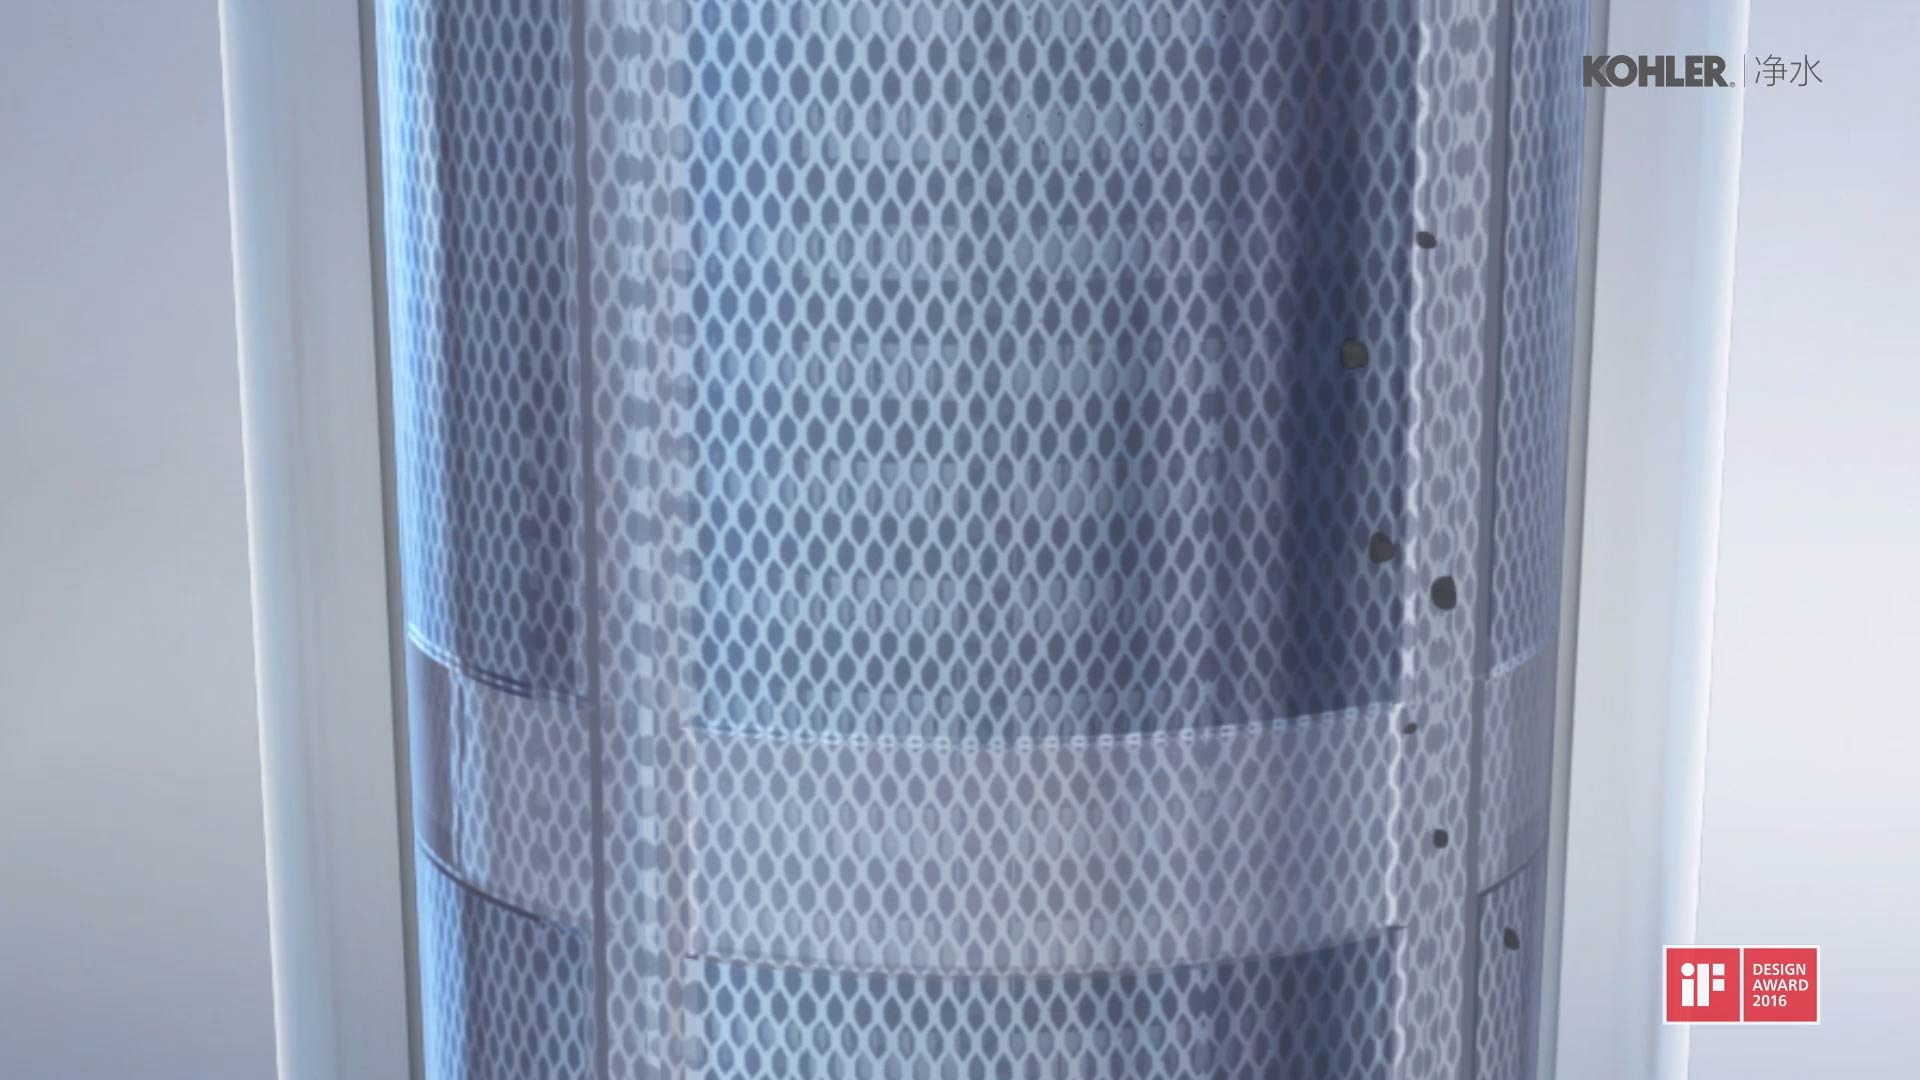 KOHLER 净水
iF DESIGN
AWARD
2016